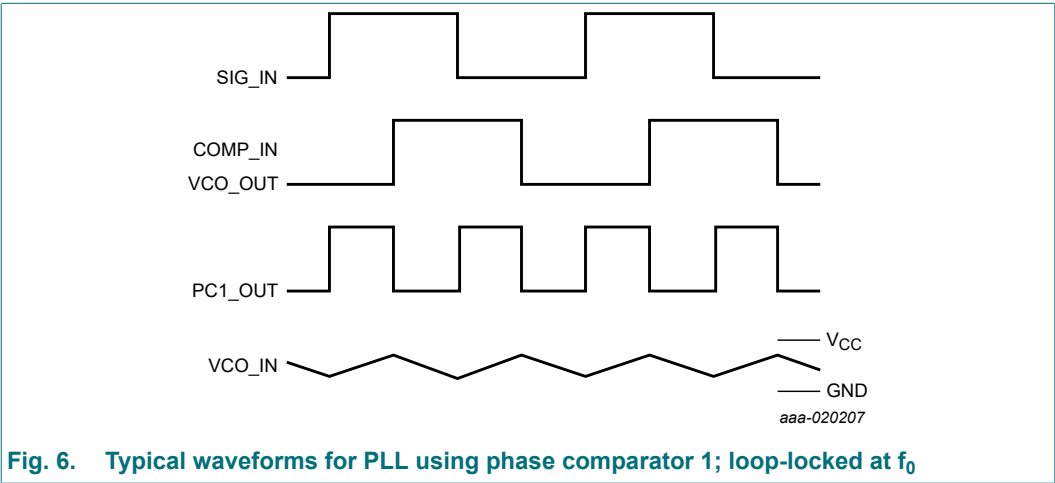 SIG_IN
COMP_IN
VCO_OUT
PC1_OUT
VCO_IN
VCC
GND
aaa-020207
Fig. 6. Typical waveforms for PLL using phase comparator 1; loop-locked at f0